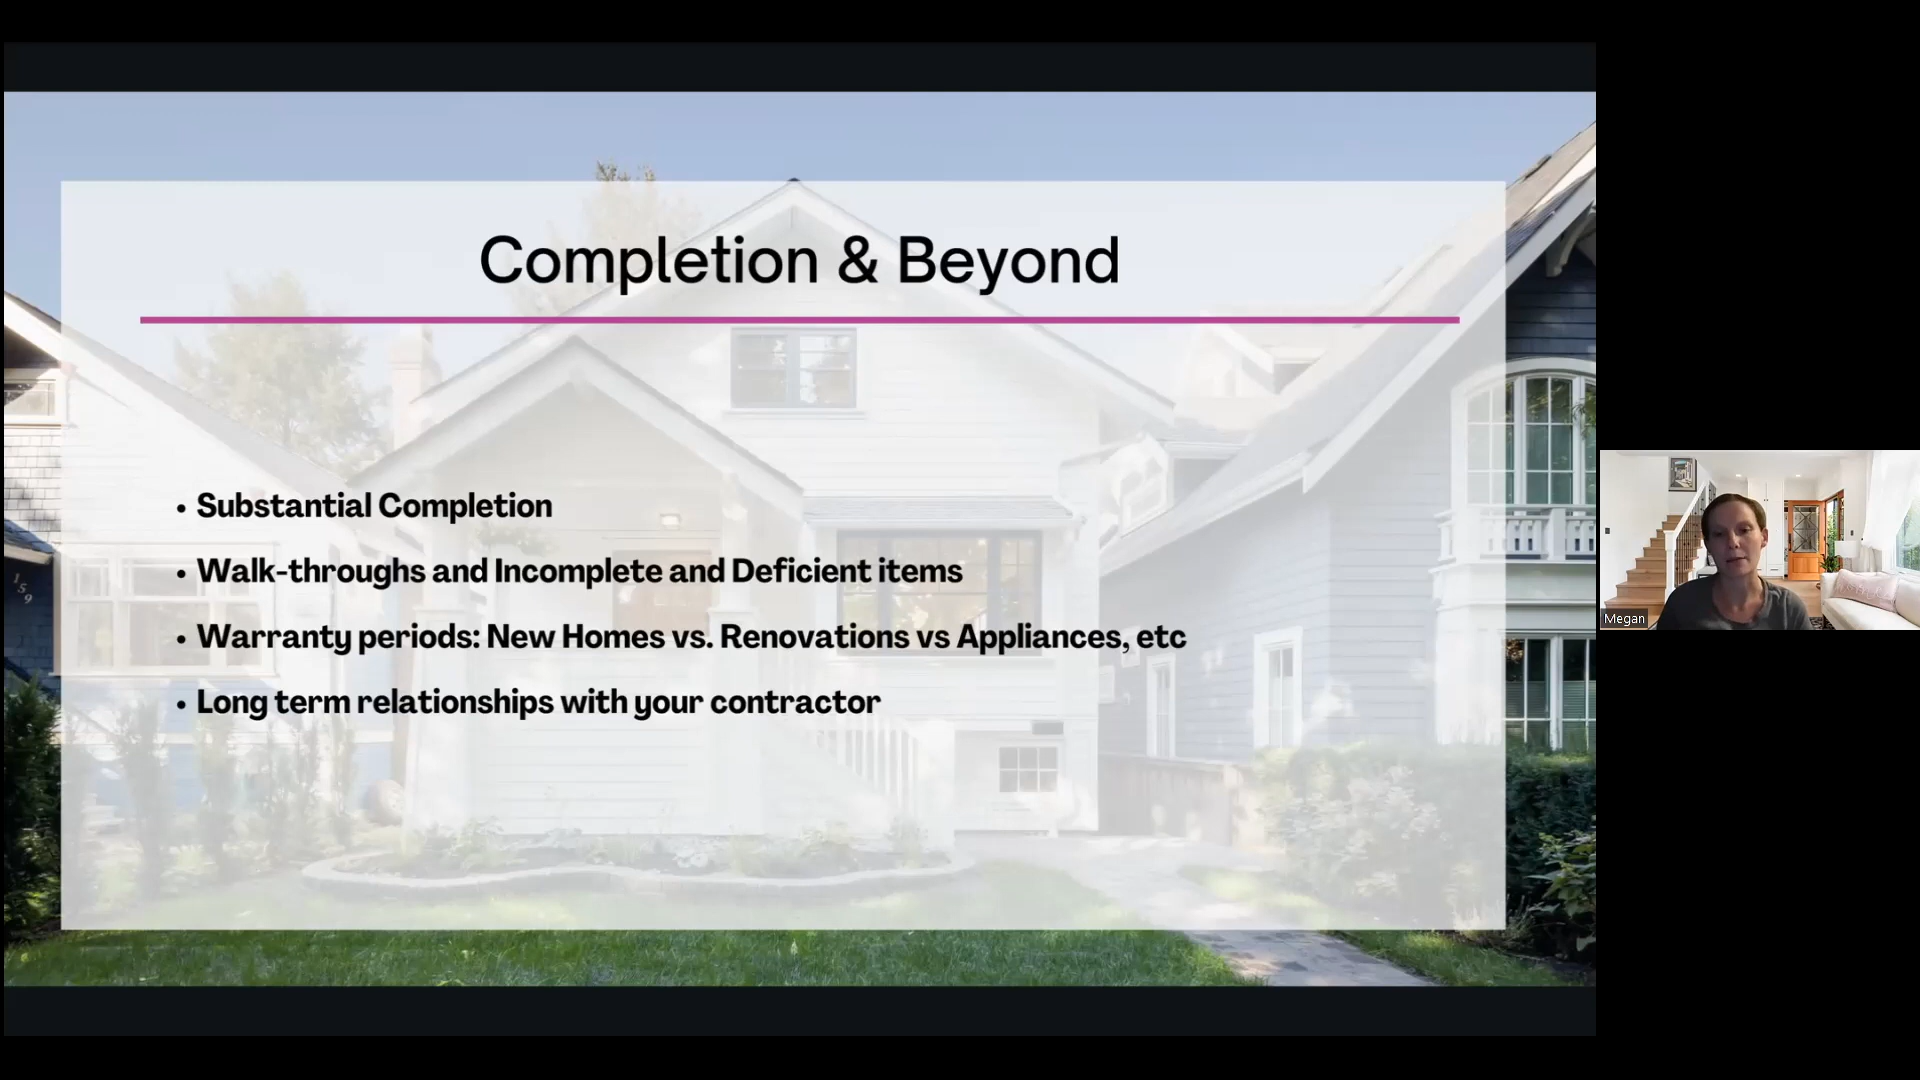 Completion & Beyond
• Substantial Completion
• Walk-throughs and Incomplete and Deficient items
• Warranty periods: New Homes vs. Renovations vs Appliances, etc
• Long term relationships with your contractor
159
Megan